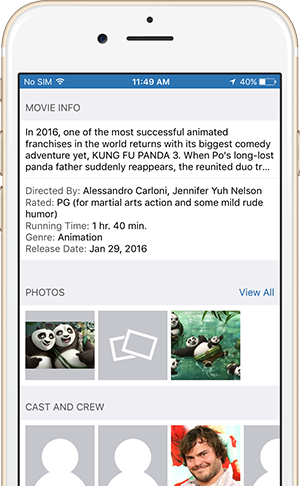 No SIM 11:49 AM 40%
MOVIE INFO
In 2016, one of the most successful animated
franchises in the world returns with its biggest comedy
adventure yet, KUNG FU PANDA 3. When Po's long-lost
panda father suddenly reappears, the reunited duo tr...
Directed By: Alessandro Carloni, Jennifer Yuh Nelson
Rated: PG (for martial arts action and some mild rude
humor)
Running Time: 1 hr. 40 min.
Genre: Animation
Release Date: Jan 29, 2016
PHOTOS View All
CAST AND CREW